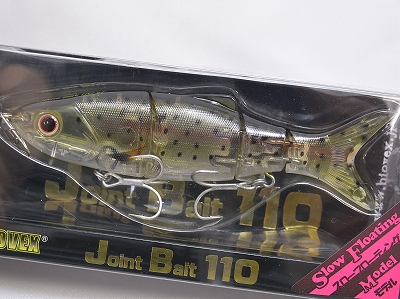 www.biovex.j
Joint Bait 110
OVEX®
Joint Bait 110
Slow Floating
スローフローティング
Model
モデル